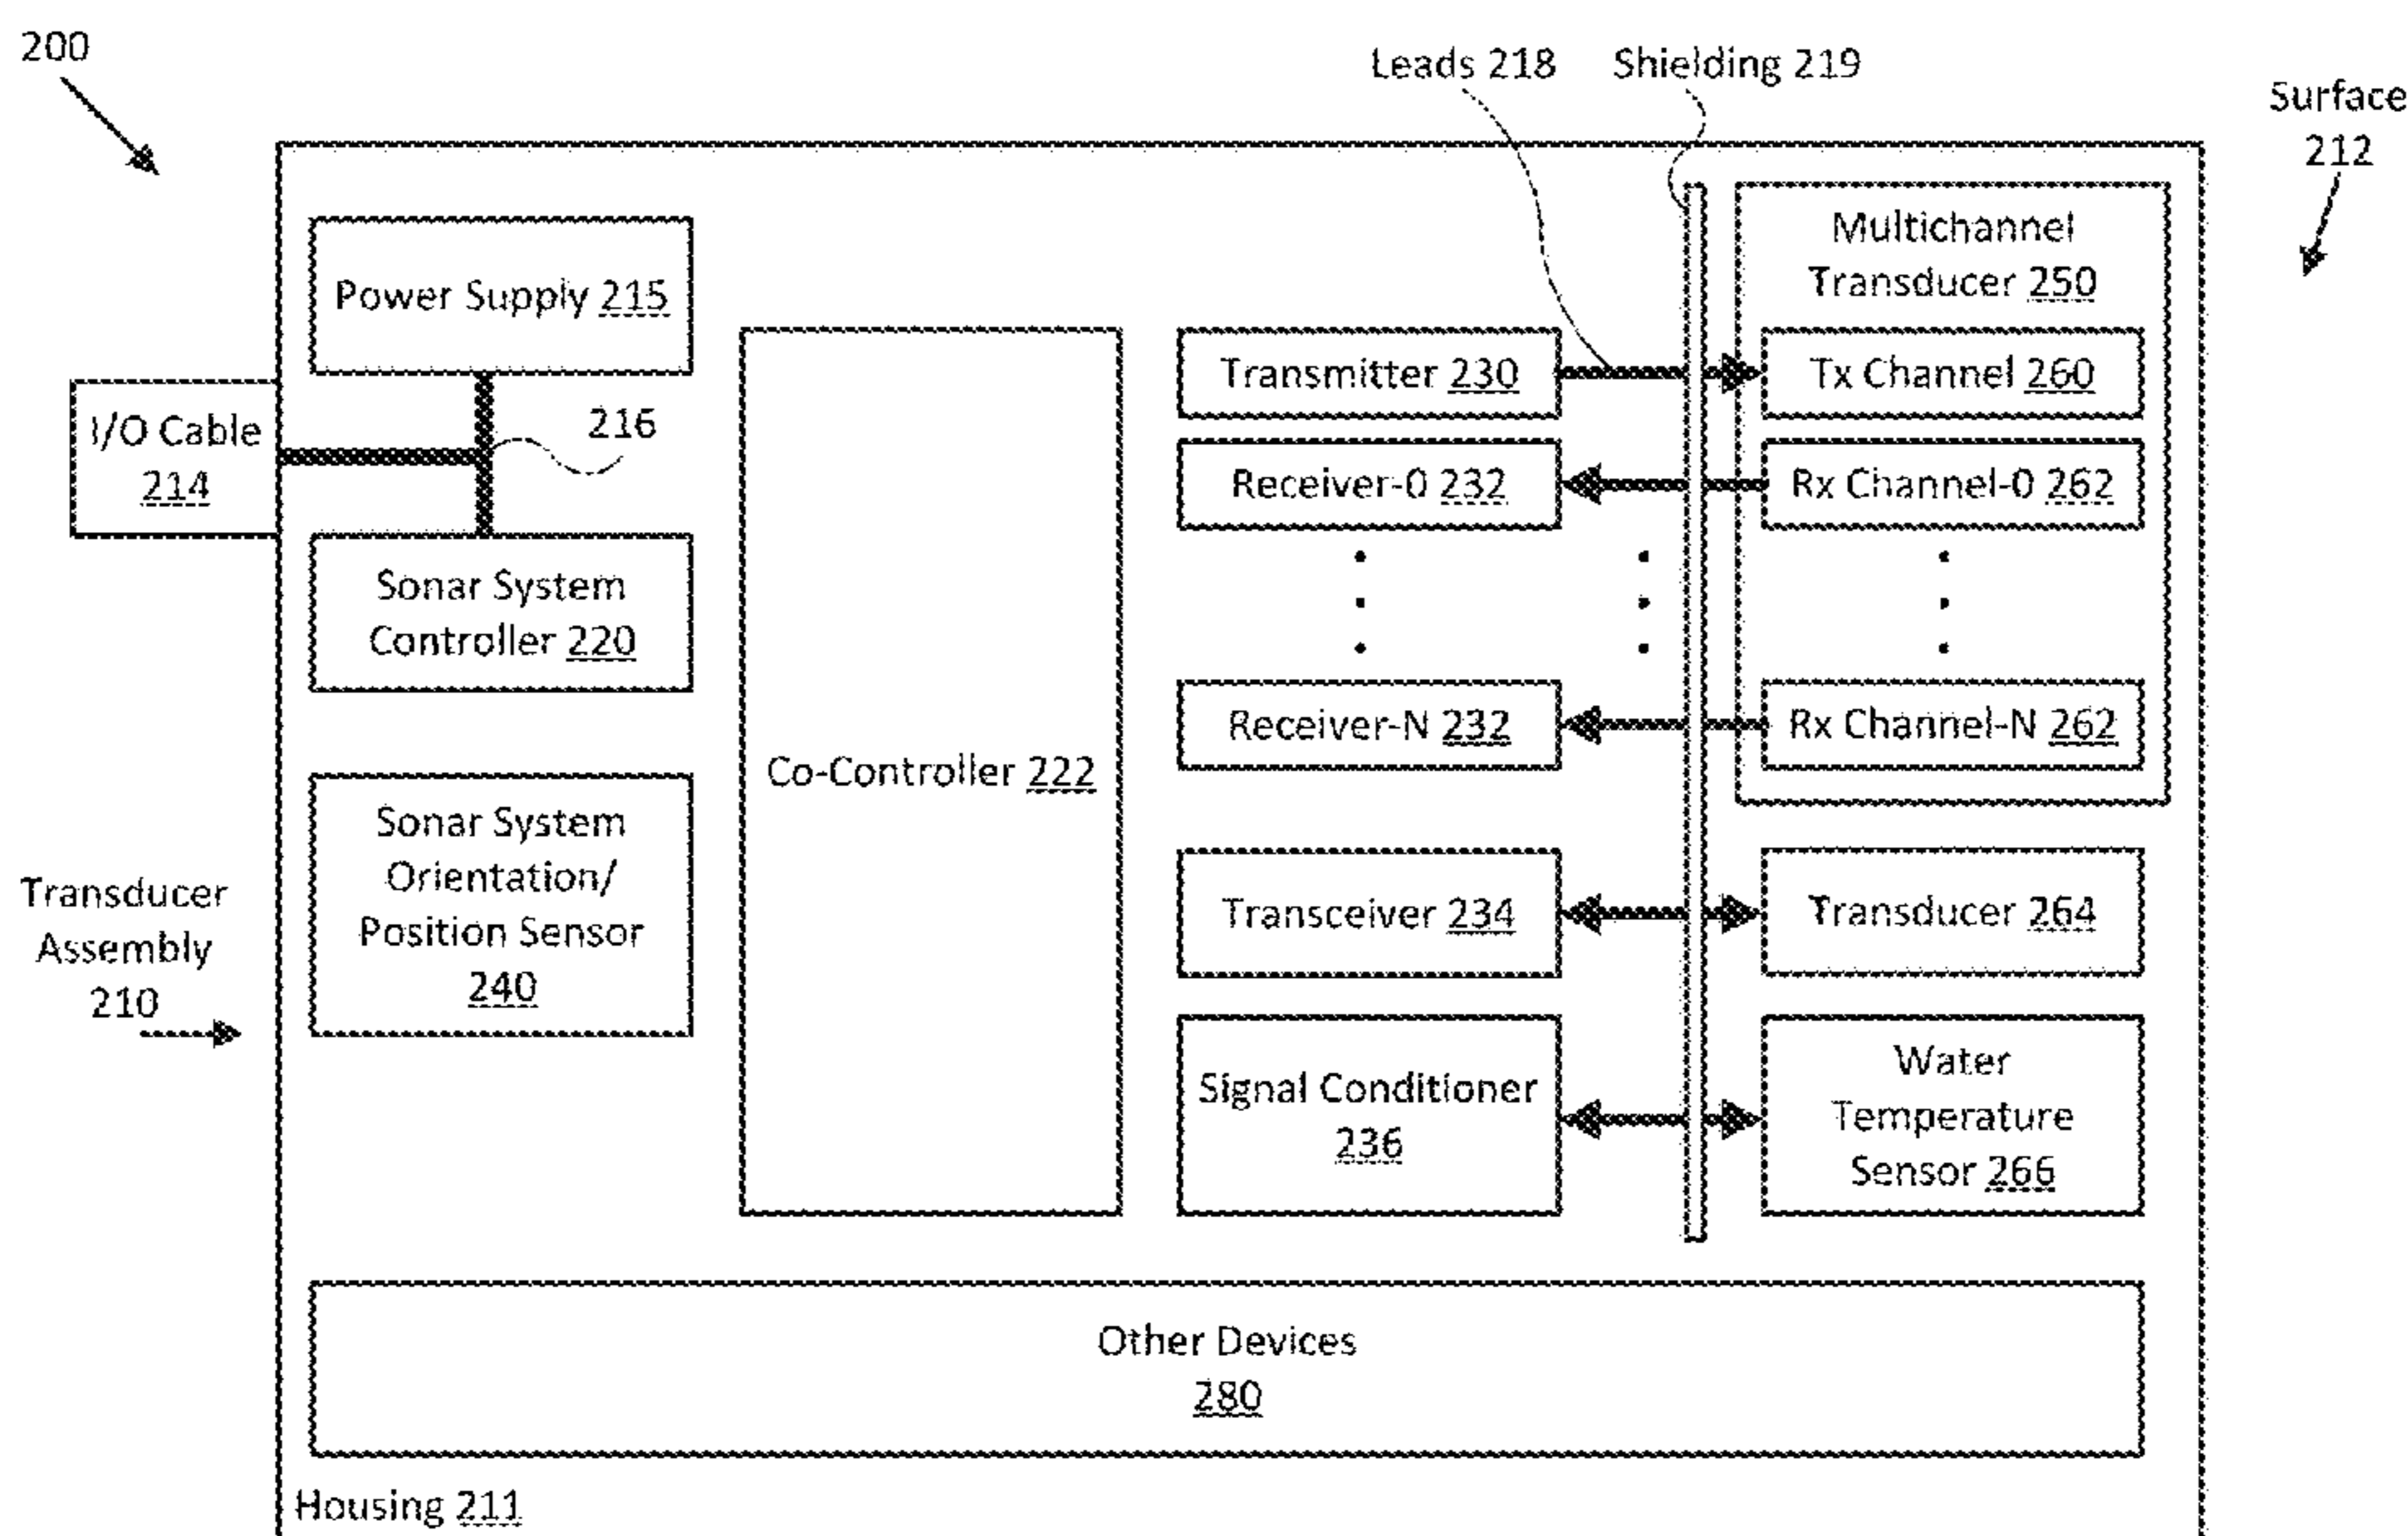 200
Leads 218
Shielding 219
Surface
212
Multichannel
Transducer 250
Power Supply 215
Transmitter 230
Tx Channel 260
I/O Cable
214
216
Receiver-0 232
Rx Channel-0 262
Sonar System
Controller 220
Receiver-N 232
Rx Channel-N 262
Co-Controller 222
Sonar System
Orientation/
Position Sensor
240
Transducer
Assembly
210
Transceiver 234
Transducer 264
Signal Conditioner
236
Water
Temperature
Sensor 266
Other Devices
280
Housing 211